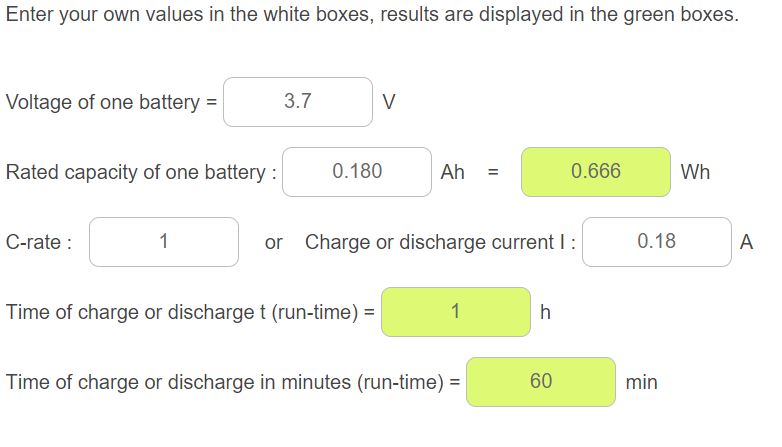 Enter your own values in the white boxes, results are displayed in the green boxes.
Voltage of one battery = 3.7 V
Rated capacity of one battery : 0.180 Ah = 0.666 Wh
C-rate : 1 or Charge or discharge current I : 0.18 A
Time of charge or discharge t (run-time) = 1 h
Time of charge or discharge in minutes (run-time) = 60 min